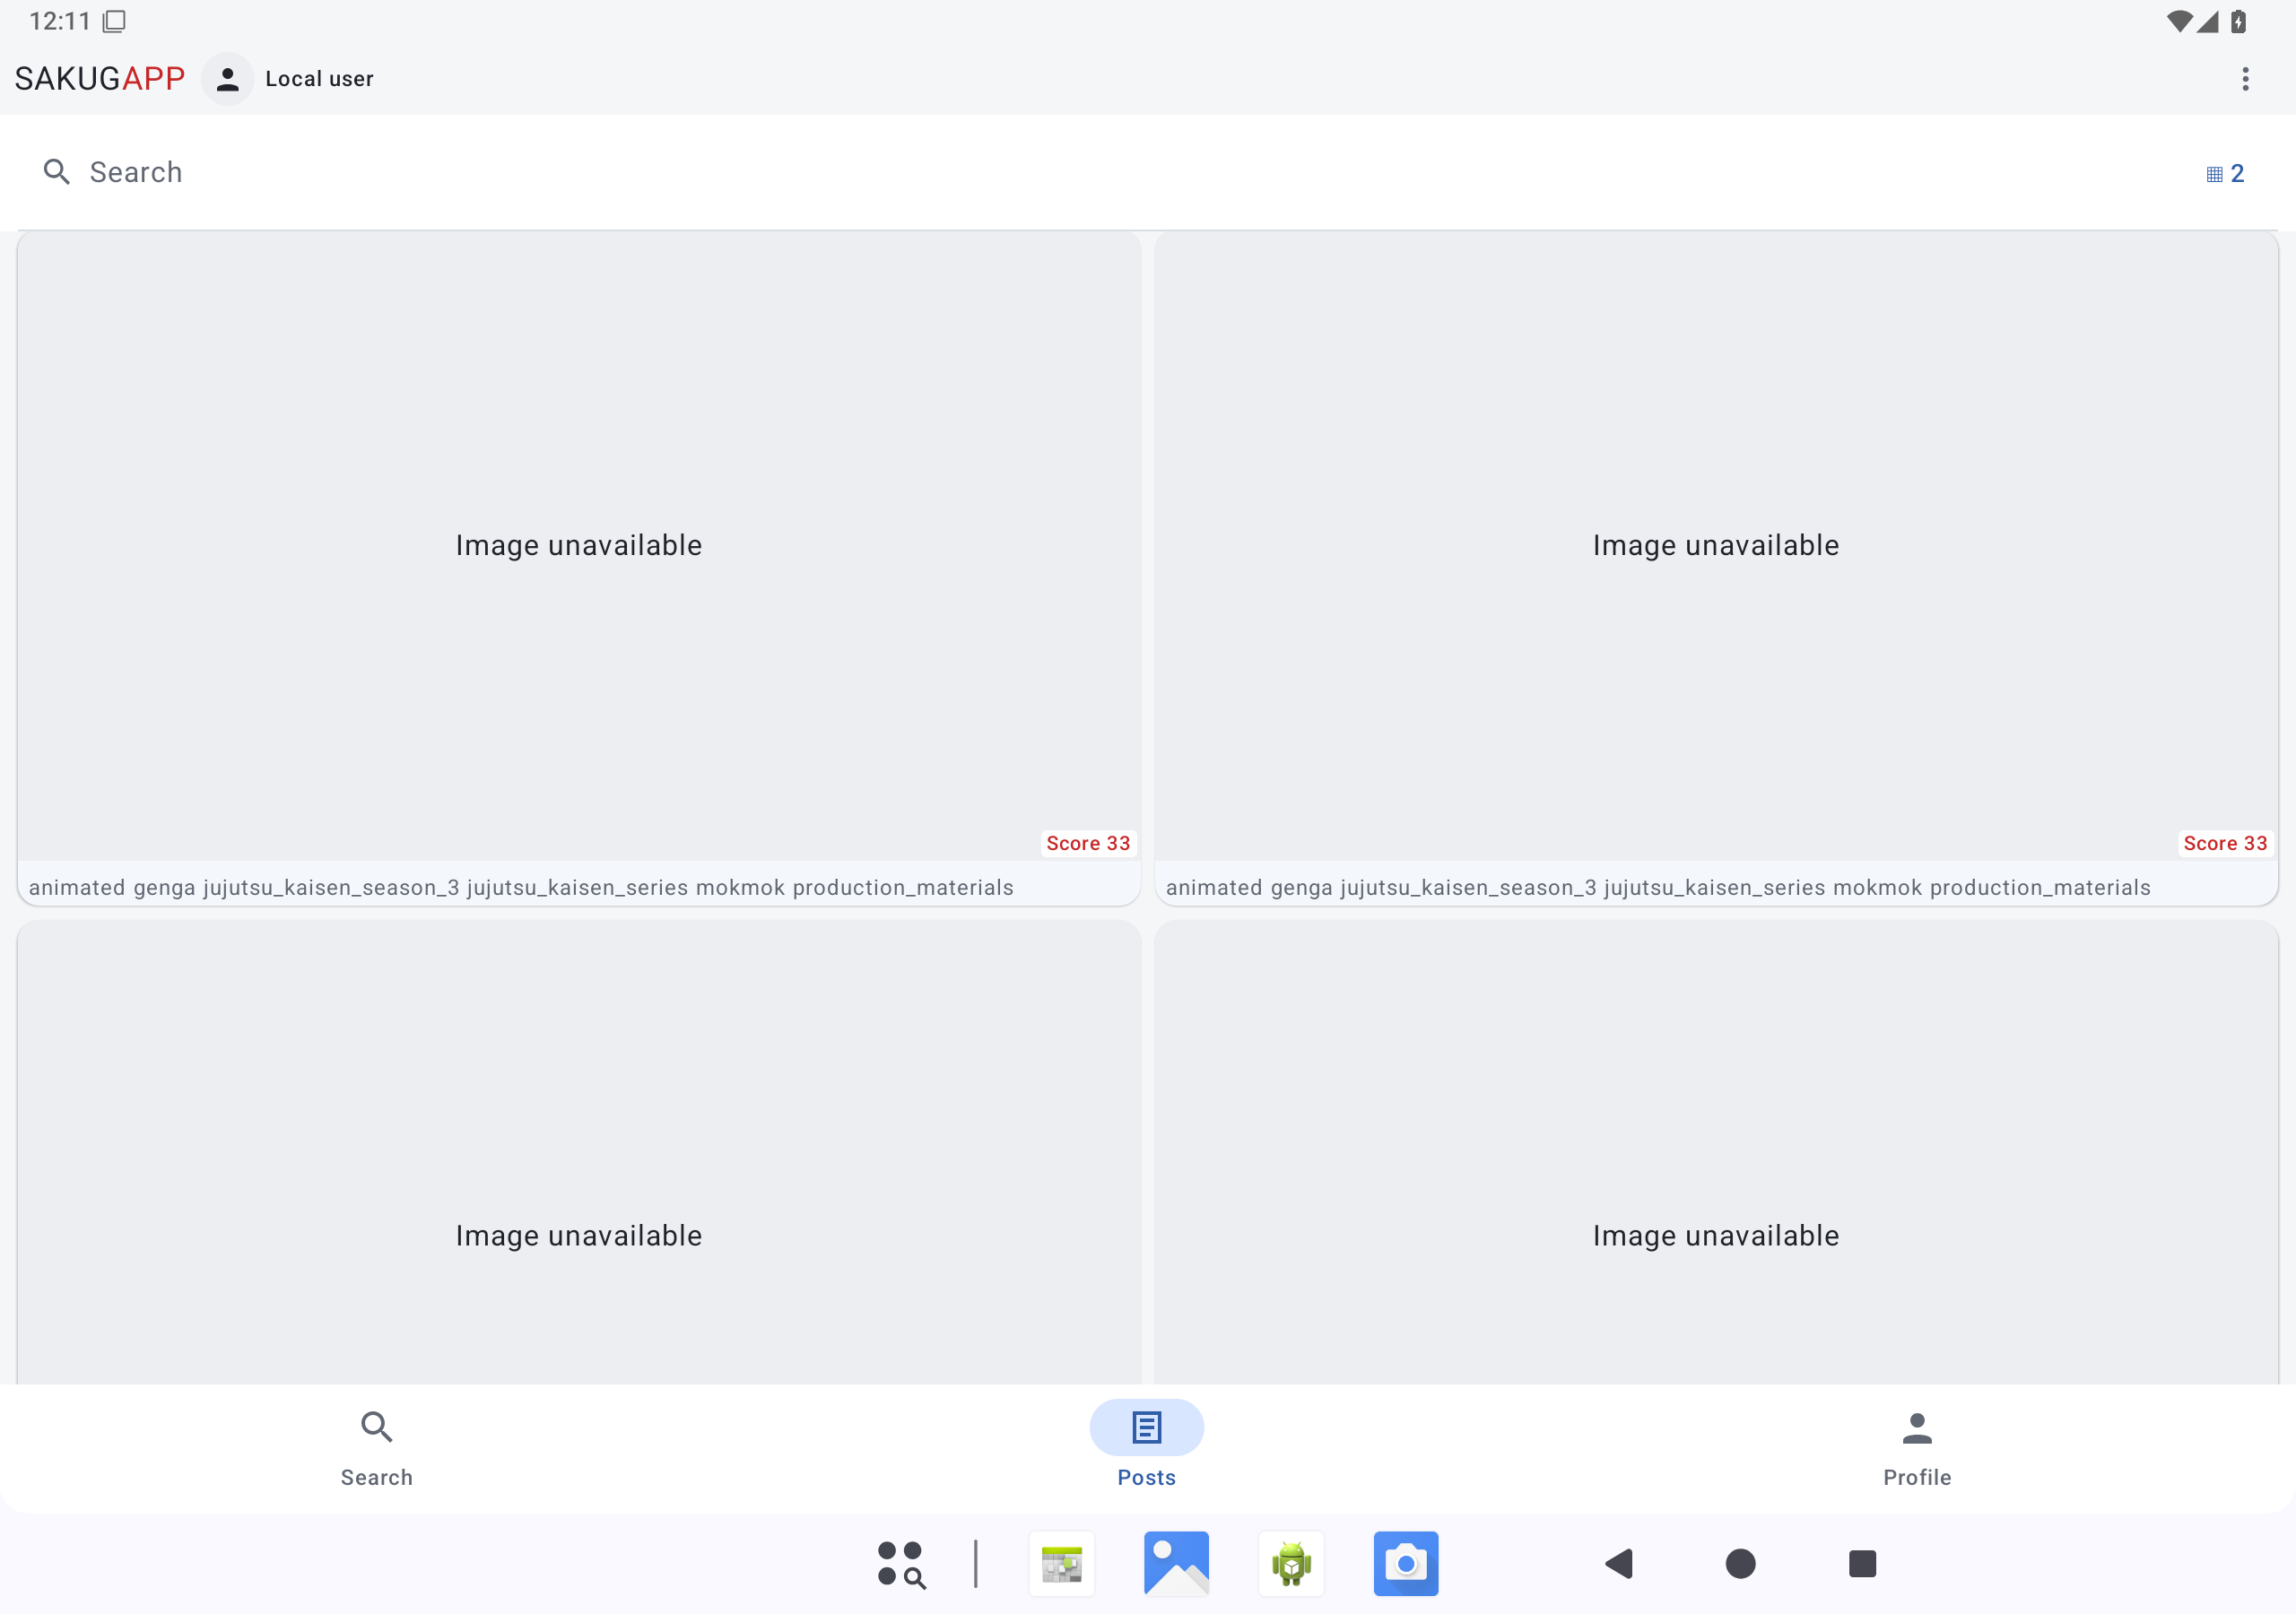 12:11
SAKUGAPP Local user
Search
2
Image unavailable
Image unavailable
Score 33
Score 33
animated genga jujutsu_kaisen_season_3 jujutsu_kaisen_series mokmok production_materials
animated genga jujutsu_kaisen_season_3 jujutsu_kaisen_series mokmok production_materials
Image unavailable
Image unavailable
Search
Posts
Profile